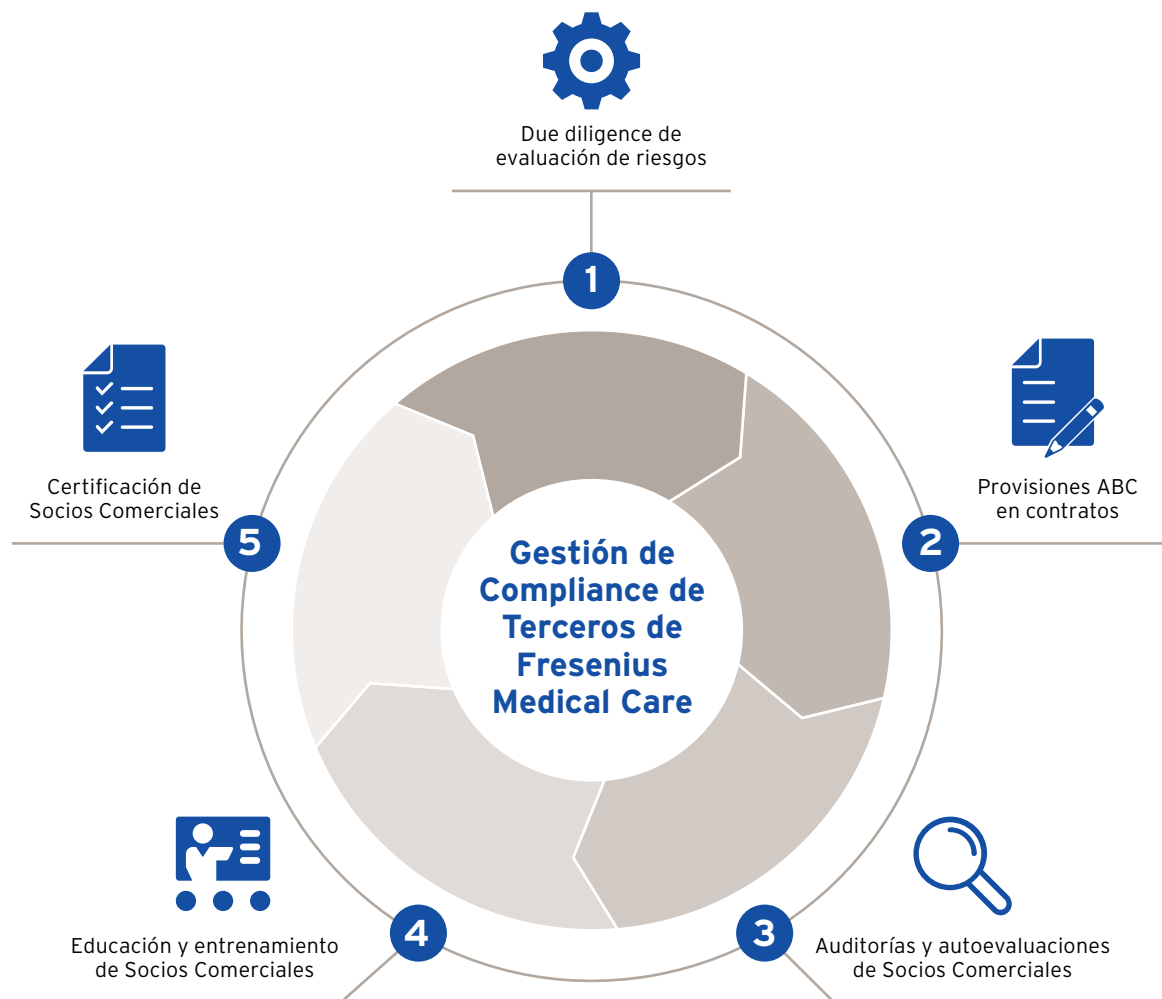 Due diligence de
evaluación de riesgos
1
Provisiones ABC
en contratos
2
Auditorías y autoevaluaciones
de Socios Comerciales
3
Educación y entrenamiento
de Socios Comerciales
4
Certificación de
Socios Comerciales
5
Gestión de
Compliance de
Terceros de
Fresenius
Medical Care